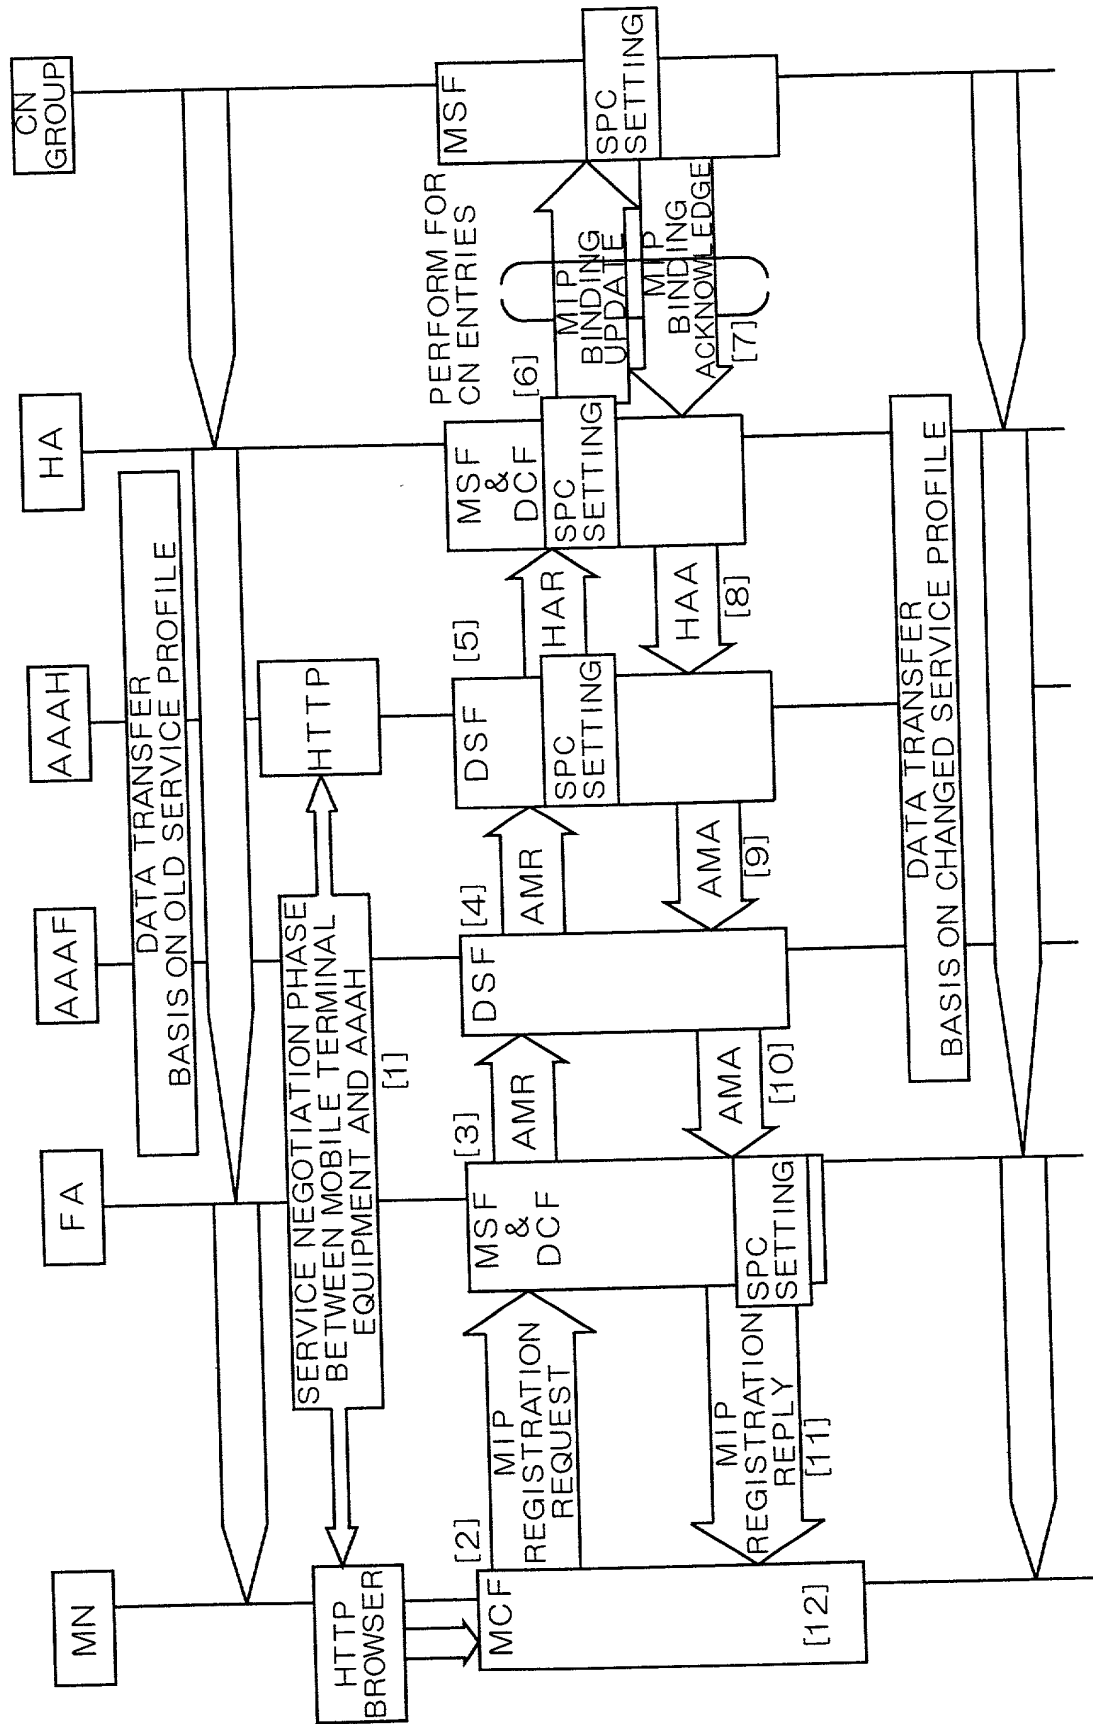 MN
FA
AAAF
AAAH
HA
CN
GROUP
DATA TRANSFER
BASIS ON OLD SERVICE PROFILE
HTTP
BROWSER
SERVICE NEGOTIATION PHASE
BETWEEN MOBILE TERMINAL
EQUIPMENT AND AAAH
[1]
HTTP
PERFORM FOR
CN ENTRIES
MCF
[2]
MIP
REGISTRATION
REQUEST
MSF
&
DCF
[3]
AMR
DSF
[4]
AMR
DSF
SPC
SETTING
[5]
HAR
MSF
&
DCF
SPC
SETTING
[6]
MIP
BINDING
UPDATE
MSF
SPC
SETTING
MIP
BINDING
ACKNOWLEDGE
[7]
HAA
[8]
AMA
[9]
AMA
[10]
SPC
SETTING
MIP
REGISTRATION
REPLY
[11]
[12]
DATA TRANSFER
BASIS ON CHANGED SERVICE PROFILE